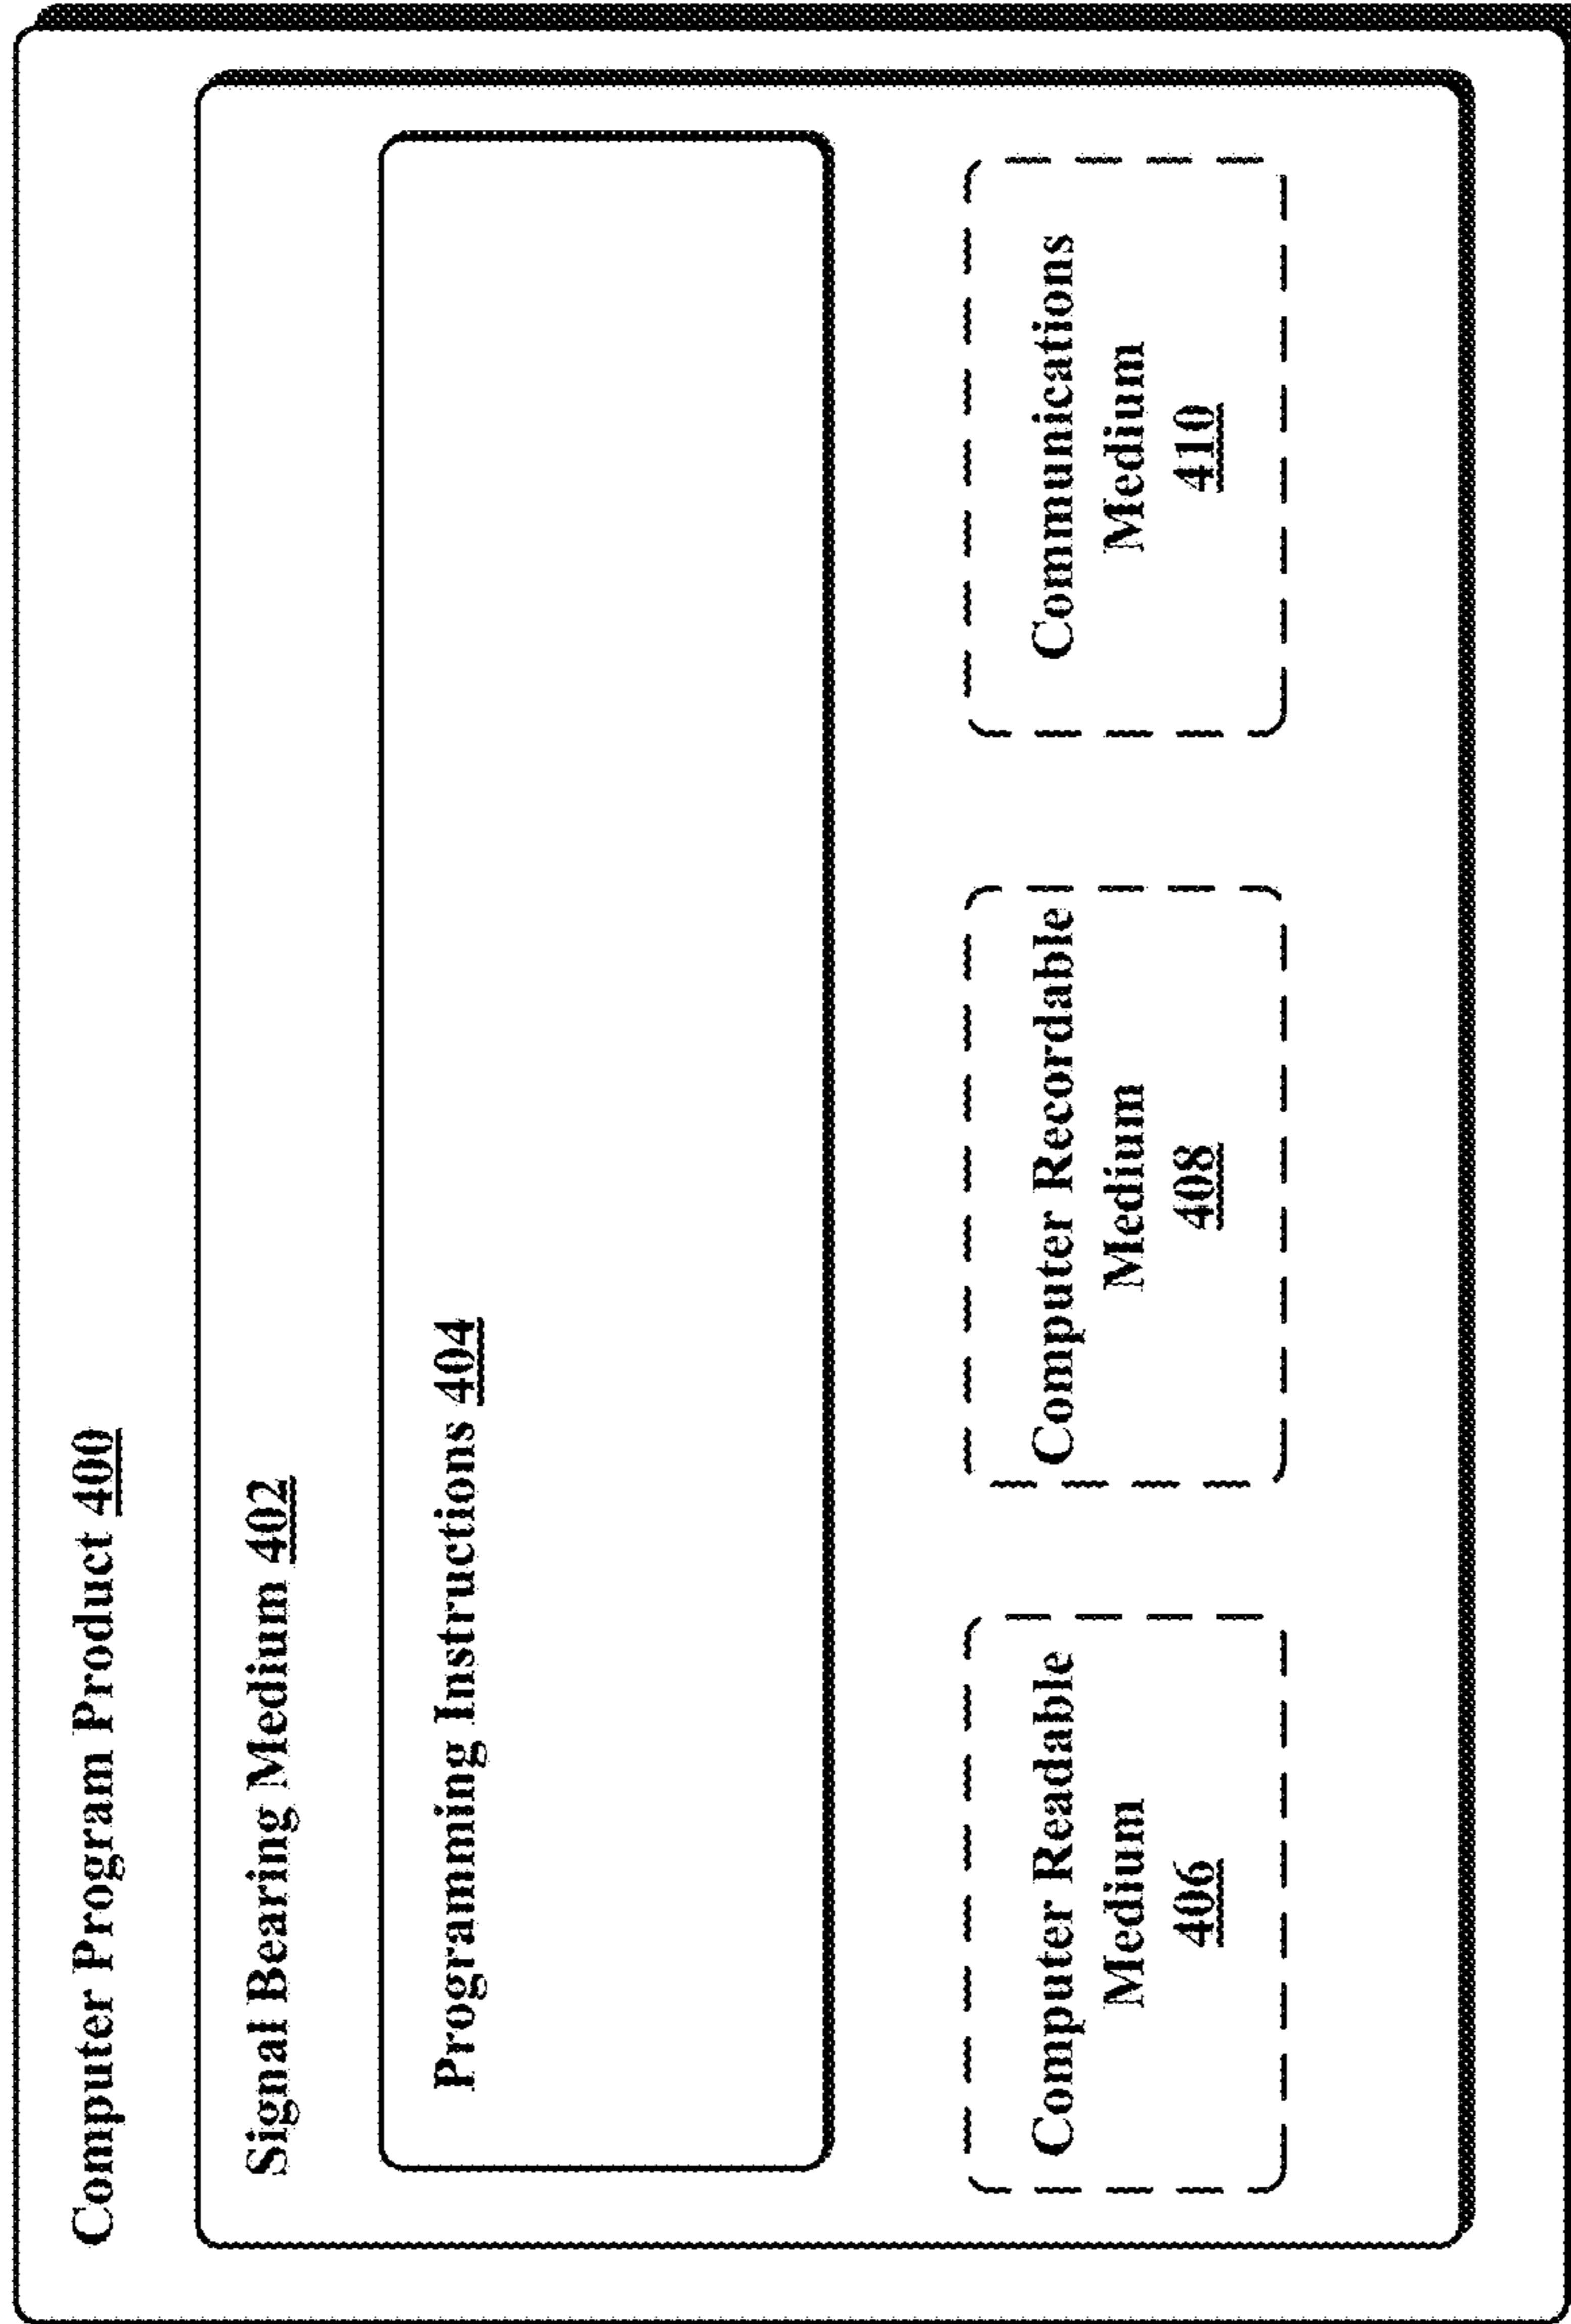 Computer Program Product 400
Signal Bearing Medium 402
Programming Instructions 404
Computer Readable
Medium
406
Computer Recordable
Medium
408
Communications
Medium
410